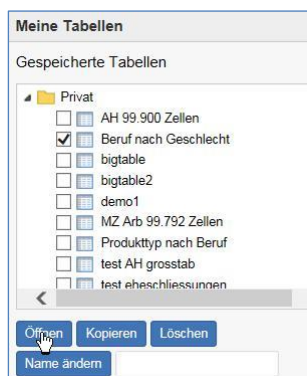 Meine Tabellen
Gespeicherte Tabellen
Privat
AH 99.900 Zellen
Beruf nach Geschlecht
bigtable
bigtable2
demo1
MZ Arb 99.792 Zellen
Produkttyp nach Beruf
test AH grosstab
test eheschliessungen
Öffnen Kopieren Löschen
Name ändern